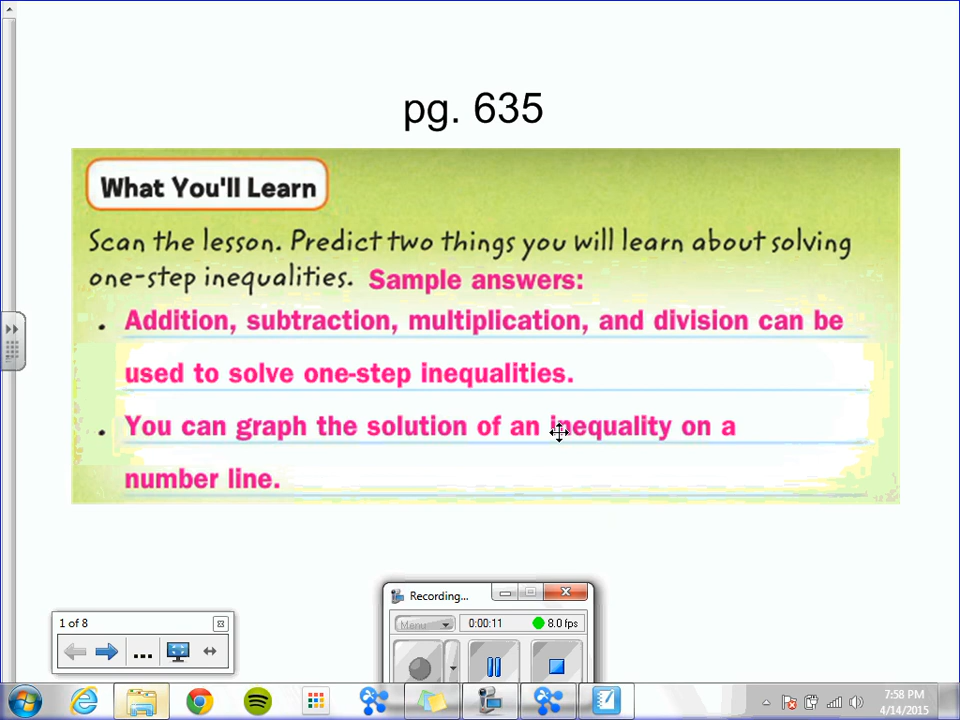 pg. 635
What You'll Learn
Scan the lesson. Predict two things you will learn about solving
one-step inequalities. Sample answers:
• Addition, subtraction, multiplication, and division can be
used to solve one-step inequalities.
• You can graph the solution of an inequality on a
number line.
Recording...
Menu 0:00:11 8.0 fps
1 of 8
...
7:58 PM
4/14/2015